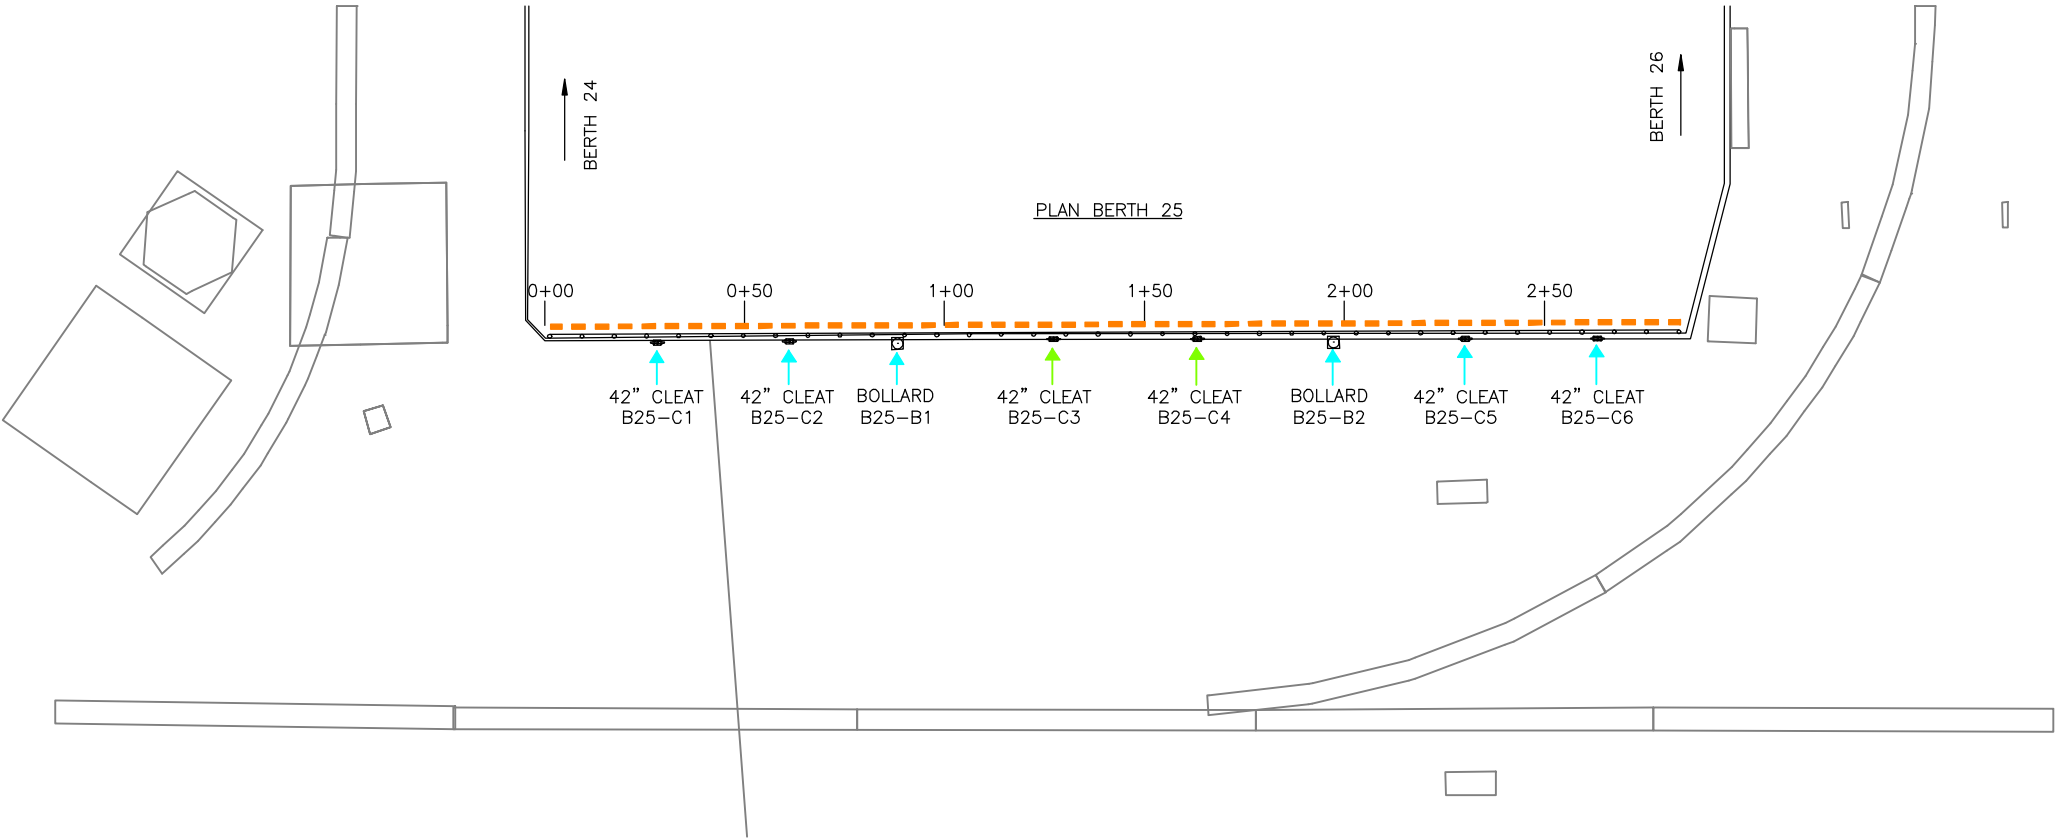 BERTH 24
BERTH 26
PLAN BERTH 25
0+00
0+50
1+00
1+50
2+00
2+50
42” CLEAT
B25-C1
42” CLEAT
B25-C2
BOLLARD
B25-B1
42” CLEAT
B25-C3
42” CLEAT
B25-C4
BOLLARD
B25-B2
42” CLEAT
B25-C5
42” CLEAT
B25-C6